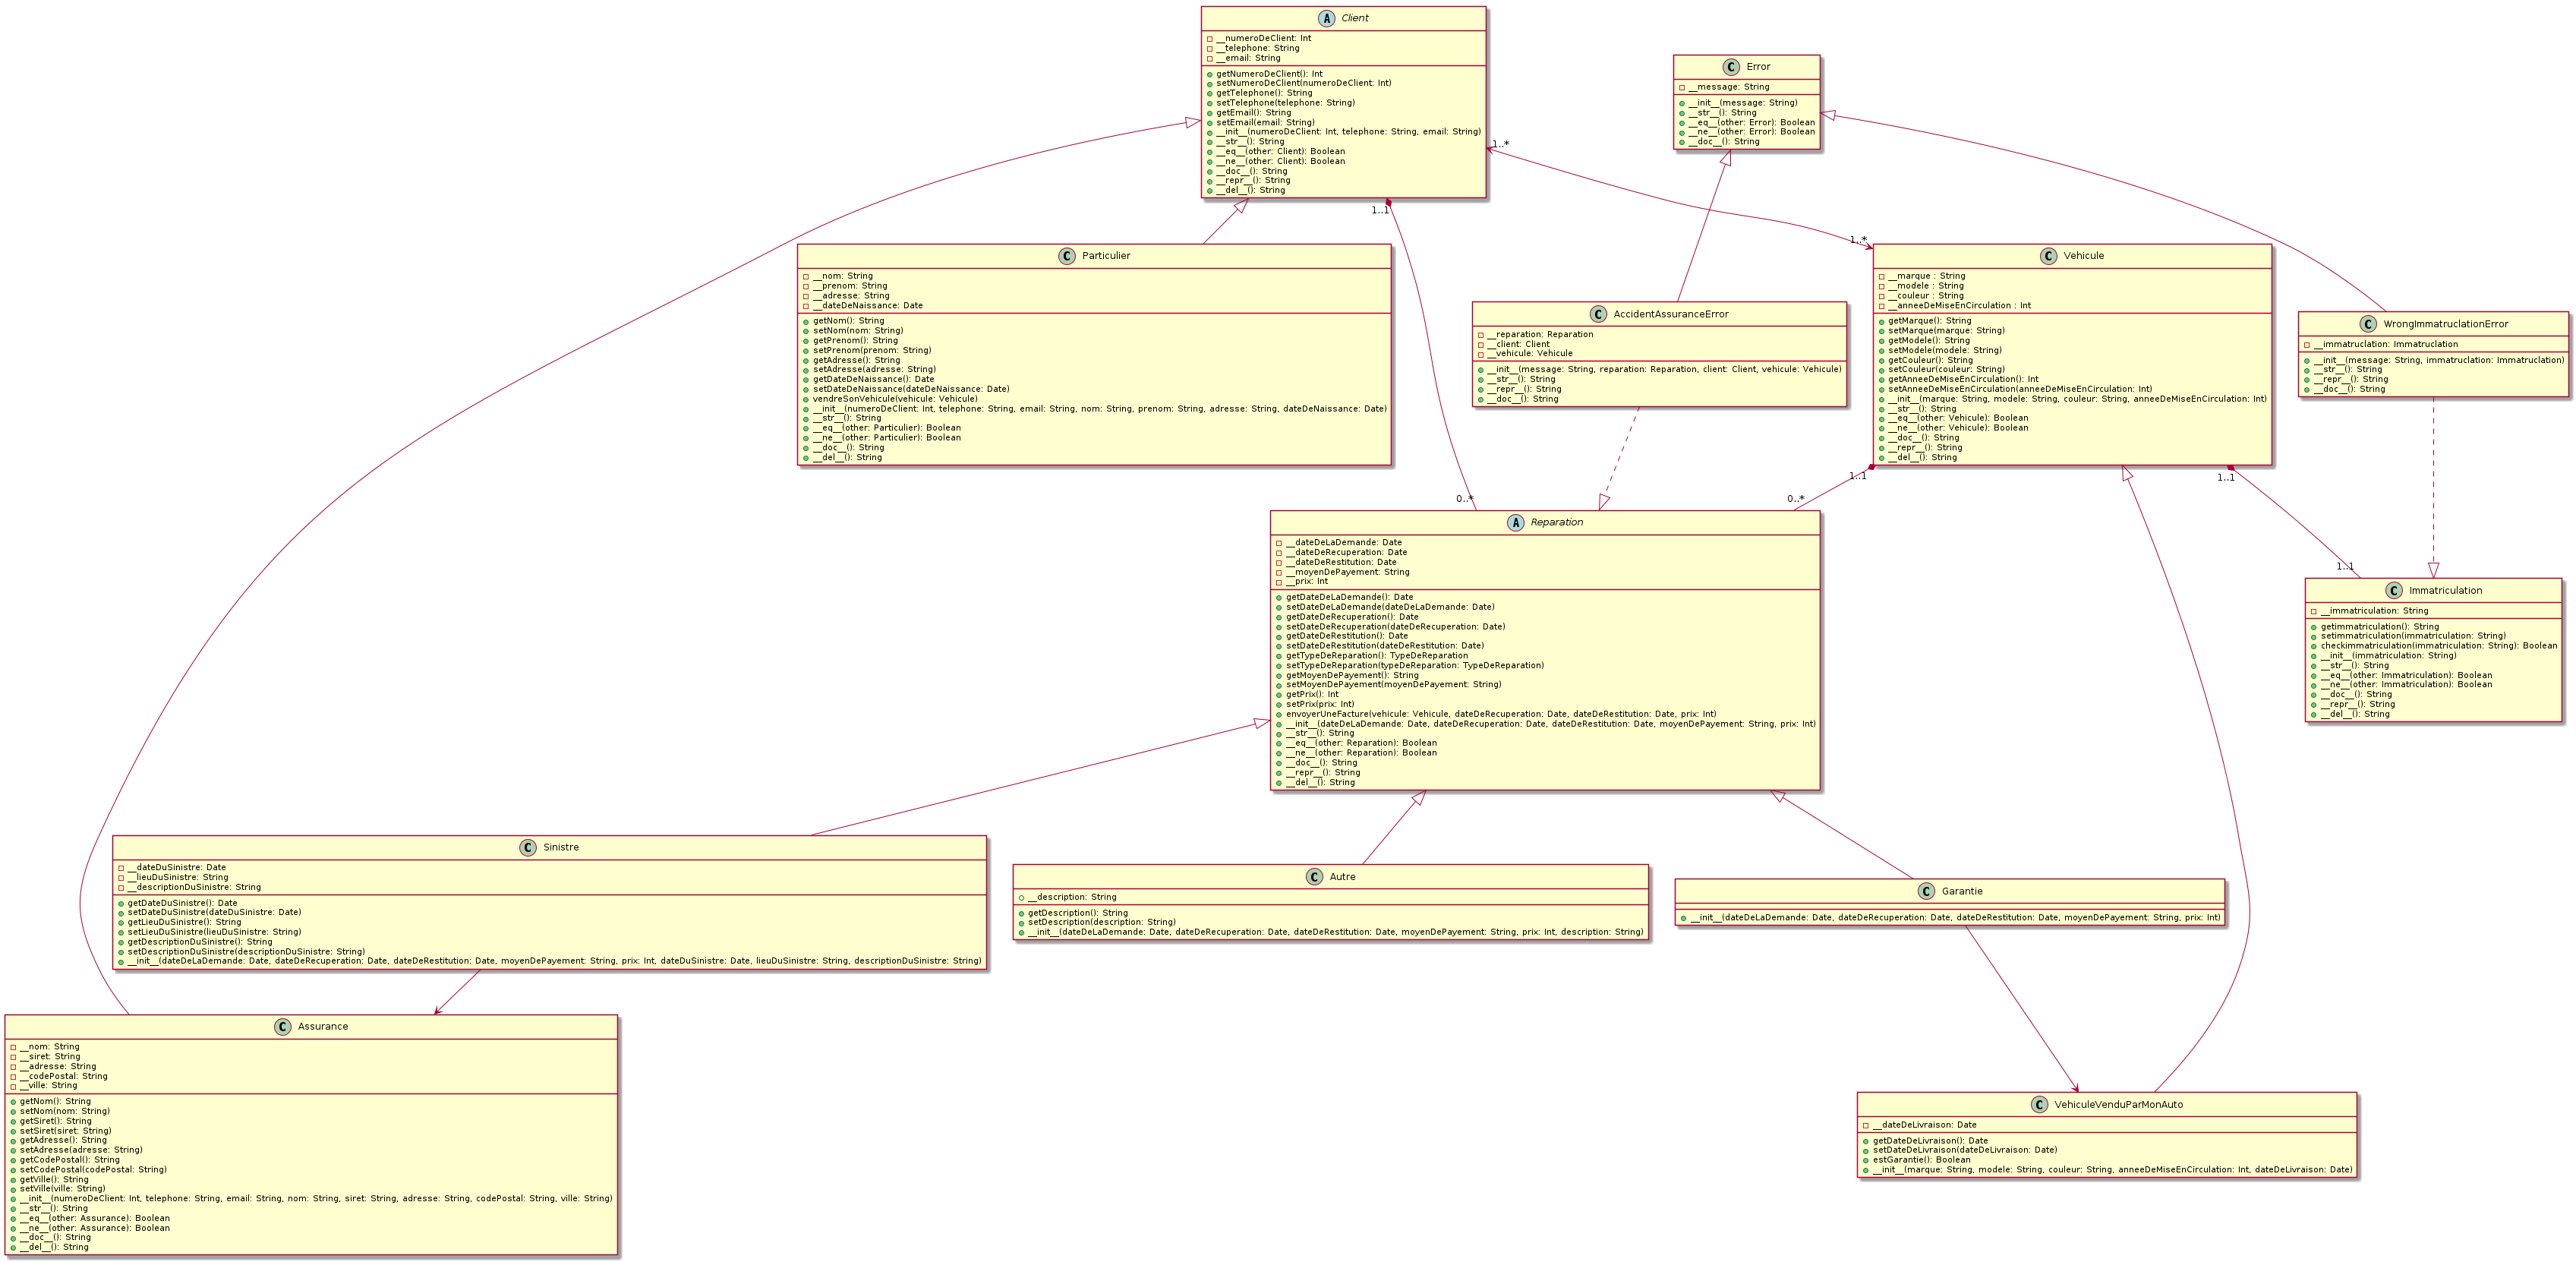 Client
__numeroDeClient: Int
__telephone: String
__email: String
getNumeroDeClient(): Int
setNumeroDeClient(numeroDeClient: Int)
getTelephone(): String
setTelephone(telephone: String)
getEmail(): String
setEmail(email: String)
__init__(numeroDeClient: Int, telephone: String, email: String)
__str__(): String
__eq__(other: Client): Boolean
__ne__(other: Client): Boolean
__doc__(): String
__repr__(): String
__del__(): String
Error
__message: String
__init__(message: String)
__str__(): String
__eq__(other: Error): Boolean
__ne__(other: Error): Boolean
__doc__(): String
1..*
1..1
1..*
Particulier
__nom: String
__prenom: String
__adresse: String
__dateDeNaissance: Date
getNom(): String
setNom(nom: String)
getPrenom(): String
setPrenom(prenom: String)
getAdresse(): String
setAdresse(adresse: String)
getDateDeNaissance(): Date
setDateDeNaissance(dateDeNaissance: Date)
vendreSonVehicule(vehicule: Vehicule)
__init__(numeroDeClient: Int, telephone: String, email: String, nom: String, prenom: String, adresse: String, dateDeNaissance: Date)
__str__(): String
__eq__(other: Particulier): Boolean
__ne__(other: Particulier): Boolean
__doc__(): String
__del__(): String
AccidentAssuranceError
__reparation: Reparation
__client: Client
__vehicule: Vehicule
__init__(message: String, reparation: Reparation, client: Client, vehicule: Vehicule)
__str__(): String
__repr__(): String
__doc__(): String
Vehicule
__marque : String
__modele : String
__couleur : String
__anneeDeMiseEnCirculation : Int
getMarque(): String
setMarque(marque: String)
getModele(): String
setModele(modele: String)
getCouleur(): String
setCouleur(couleur: String)
getAnneeDeMiseEnCirculation(): Int
setAnneeDeMiseEnCirculation(anneeDeMiseEnCirculation: Int)
__init__(marque: String, modele: String, couleur: String, anneeDeMiseEnCirculation: Int)
__str__(): String
__eq__(other: Vehicule): Boolean
__ne__(other: Vehicule): Boolean
__doc__(): String
__repr__(): String
__del__(): String
WrongImmatruclationError
__immatruclation: Immatruclation
__init__(message: String, immatruclation: Immatruclation)
__str__(): String
__repr__(): String
__doc__(): String
1..1
1..1
0..*
0..*
1..1
Reparation
__dateDeLaDemande: Date
__dateDeRecuperation: Date
__dateDeRestitution: Date
__moyenDePayement: String
__prix: Int
getDateDeLaDemande(): Date
setDateDeLaDemande(dateDeLaDemande: Date)
getDateDeRecuperation(): Date
setDateDeRecuperation(dateDeRecuperation: Date)
getDateDeRestitution(): Date
setDateDeRestitution(dateDeRestitution: Date)
getTypeDeReparation(): TypeDeReparation
setTypeDeReparation(typeDeReparation: TypeDeReparation)
getMoyenDePayement(): String
setMoyenDePayement(moyenDePayement: String)
getPrix(): Int
setPrix(prix: Int)
envoyerUneFacture(vehicule: Vehicule, dateDeRecuperation: Date, dateDeRestitution: Date, prix: Int)
__init__(dateDeLaDemande: Date, dateDeRecuperation: Date, dateDeRestitution: Date, moyenDePayement: String, prix: Int)
__str__(): String
__eq__(other: Reparation): Boolean
__ne__(other: Reparation): Boolean
__doc__(): String
__repr__(): String
__del__(): String
Immatriculation
__immatriculation: String
getimmatriculation(): String
setimmatriculation(immatriculation: String)
checkimmatriculation(immatriculation: String): Boolean
__init__(immatriculation: String)
__str__(): String
__eq__(other: Immatriculation): Boolean
__ne__(other: Immatriculation): Boolean
__doc__(): String
__repr__(): String
__del__(): String
Sinistre
__dateDuSinistre: Date
__lieuDuSinistre: String
__descriptionDuSinistre: String
getDateDuSinistre(): Date
setDateDuSinistre(dateDuSinistre: Date)
getLieuDuSinistre(): String
setLieuDuSinistre(lieuDuSinistre: String)
getDescriptionDuSinistre(): String
setDescriptionDuSinistre(descriptionDuSinistre: String)
__init__(dateDeLaDemande: Date, dateDeRecuperation: Date, dateDeRestitution: Date, moyenDePayement: String, prix: Int, dateDuSinistre: Date, lieuDuSinistre: String, descriptionDuSinistre: String)
Autre
__description: String
getDescription(): String
setDescription(description: String)
__init__(dateDeLaDemande: Date, dateDeRecuperation: Date, dateDeRestitution: Date, moyenDePayement: String, prix: Int, description: String)
Garantie
__init__(dateDeLaDemande: Date, dateDeRecuperation: Date, dateDeRestitution: Date, moyenDePayement: String, prix: Int)
Assurance
__nom: String
__siret: String
__adresse: String
__codePostal: String
__ville: String
getNom(): String
setNom(nom: String)
getSiret(): String
setSiret(siret: String)
getAdresse(): String
setAdresse(adresse: String)
getCodePostal(): String
setCodePostal(codePostal: String)
getVille(): String
setVille(ville: String)
__init__(numeroDeClient: Int, telephone: String, email: String, nom: String, siret: String, adresse: String, codePostal: String, ville: String)
__str__(): String
__eq__(other: Assurance): Boolean
__ne__(other: Assurance): Boolean
__doc__(): String
__del__(): String
VehiculeVenduParMonAuto
__dateDeLivraison: Date
getDateDeLivraison(): Date
setDateDeLivraison(dateDeLivraison: Date)
estGarantie(): Boolean
__init__(marque: String, modele: String, couleur: String, anneeDeMiseEnCirculation: Int, dateDeLivraison: Date)